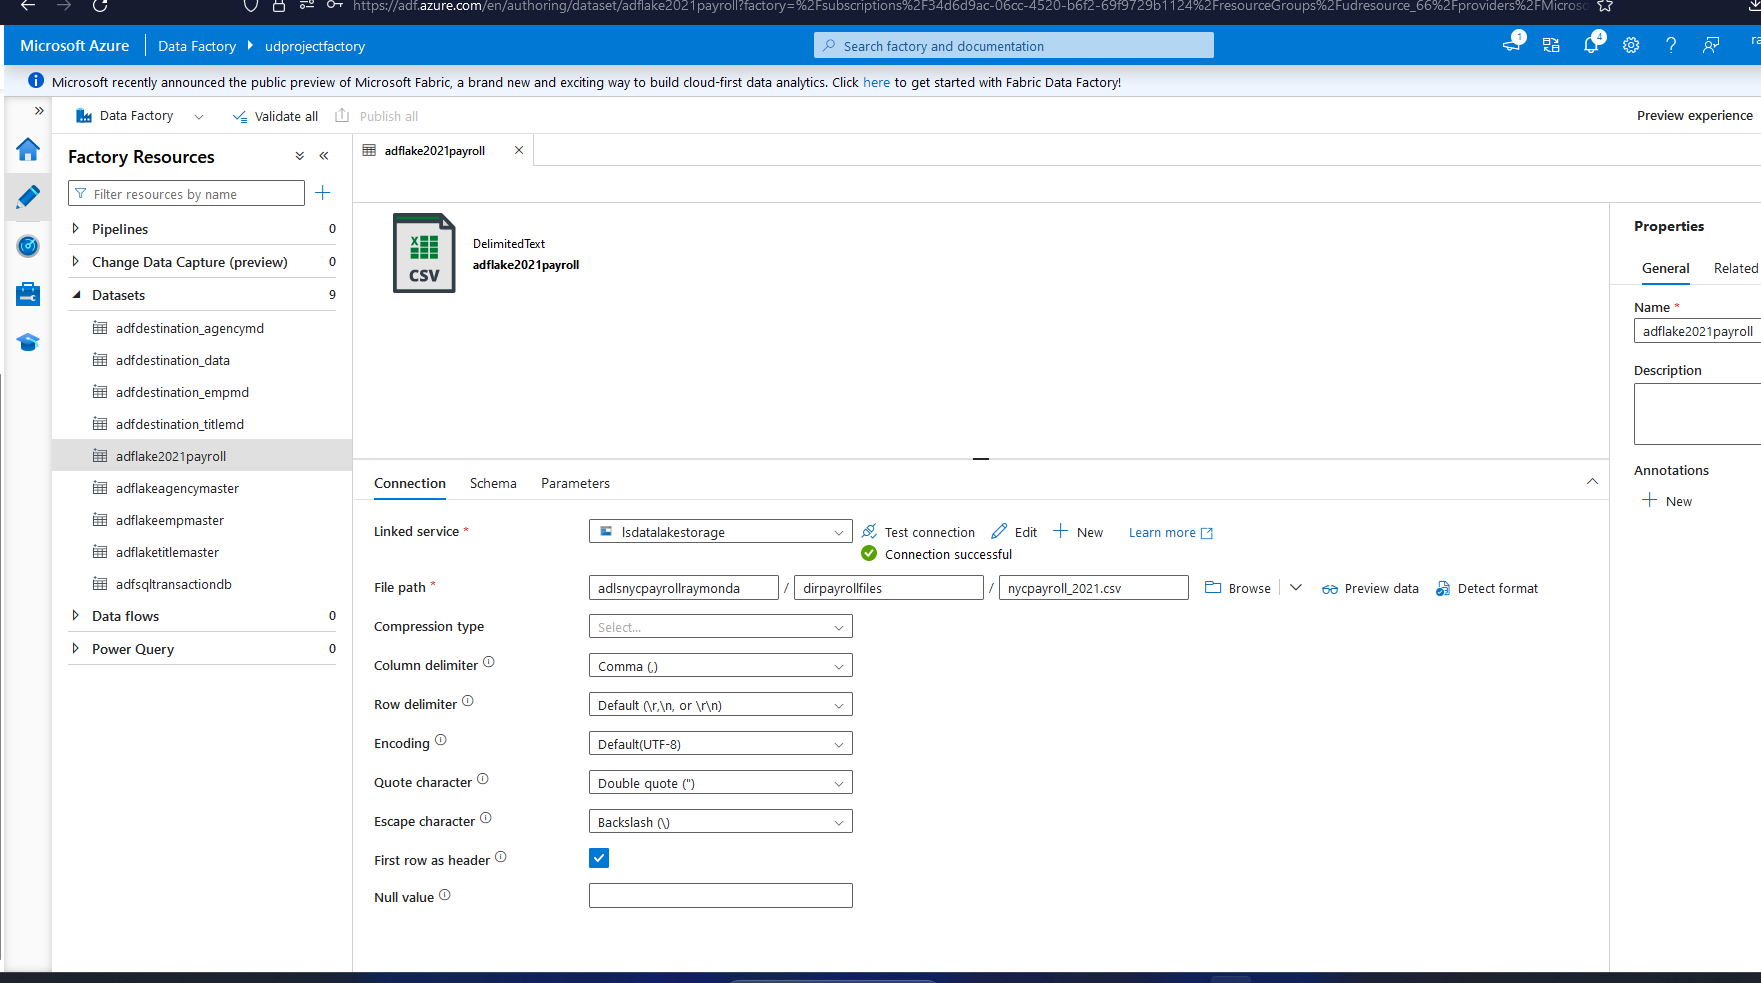 https://adf.azure.com/en/authoring/dataset/adflake2021payroll?factory=%2Fsubscriptions%2F34d6d9ac-06cc-4520-b6f2-69f9729b1124%2FresourceGroups%2Fudresource_66%2Fproviders%2FMicroso
Microsoft Azure
Data Factory
udprojectfactory
Search factory and documentation
1
4
?
ra
Microsoft recently announced the public preview of Microsoft Fabric, a brand new and exciting way to build cloud-first data analytics. Click here to get started with Fabric Data Factory!
Data Factory
Validate all
Publish all
Preview experience
Factory Resources
Filter resources by name
Pipelines 0
Change Data Capture (preview) 0
Datasets 9
adfdestination_agencymd
adfdestination_data
adfdestination_empmd
adfdestination_titlemd
adflake2021payroll
adflakeagencymaster
adflakeempmaster
adflaketitlemaster
adfsqltransactiondb
Data flows 0
Power Query 0
adflake2021payroll
X
CSV
DelimitedText
adflake2021payroll
Connection
Schema
Parameters
Linked service *
lsdatalakestorage
Test connection
Edit
New
Learn more
Connection successful
File path *
adlsnycpayrollraymonda / dirpayrollfiles / nycpayroll_2021.csv
Browse
Preview data
Detect format
Compression type
Select...
Column delimiter
Comma (,)
Row delimiter
Default (\r,\n, or \r\n)
Encoding
Default(UTF-8)
Quote character
Double quote (")
Escape character
Backslash (\)
First row as header
Null value
Properties
General
Related
Name *
adflake2021payroll
Description
Annotations
New